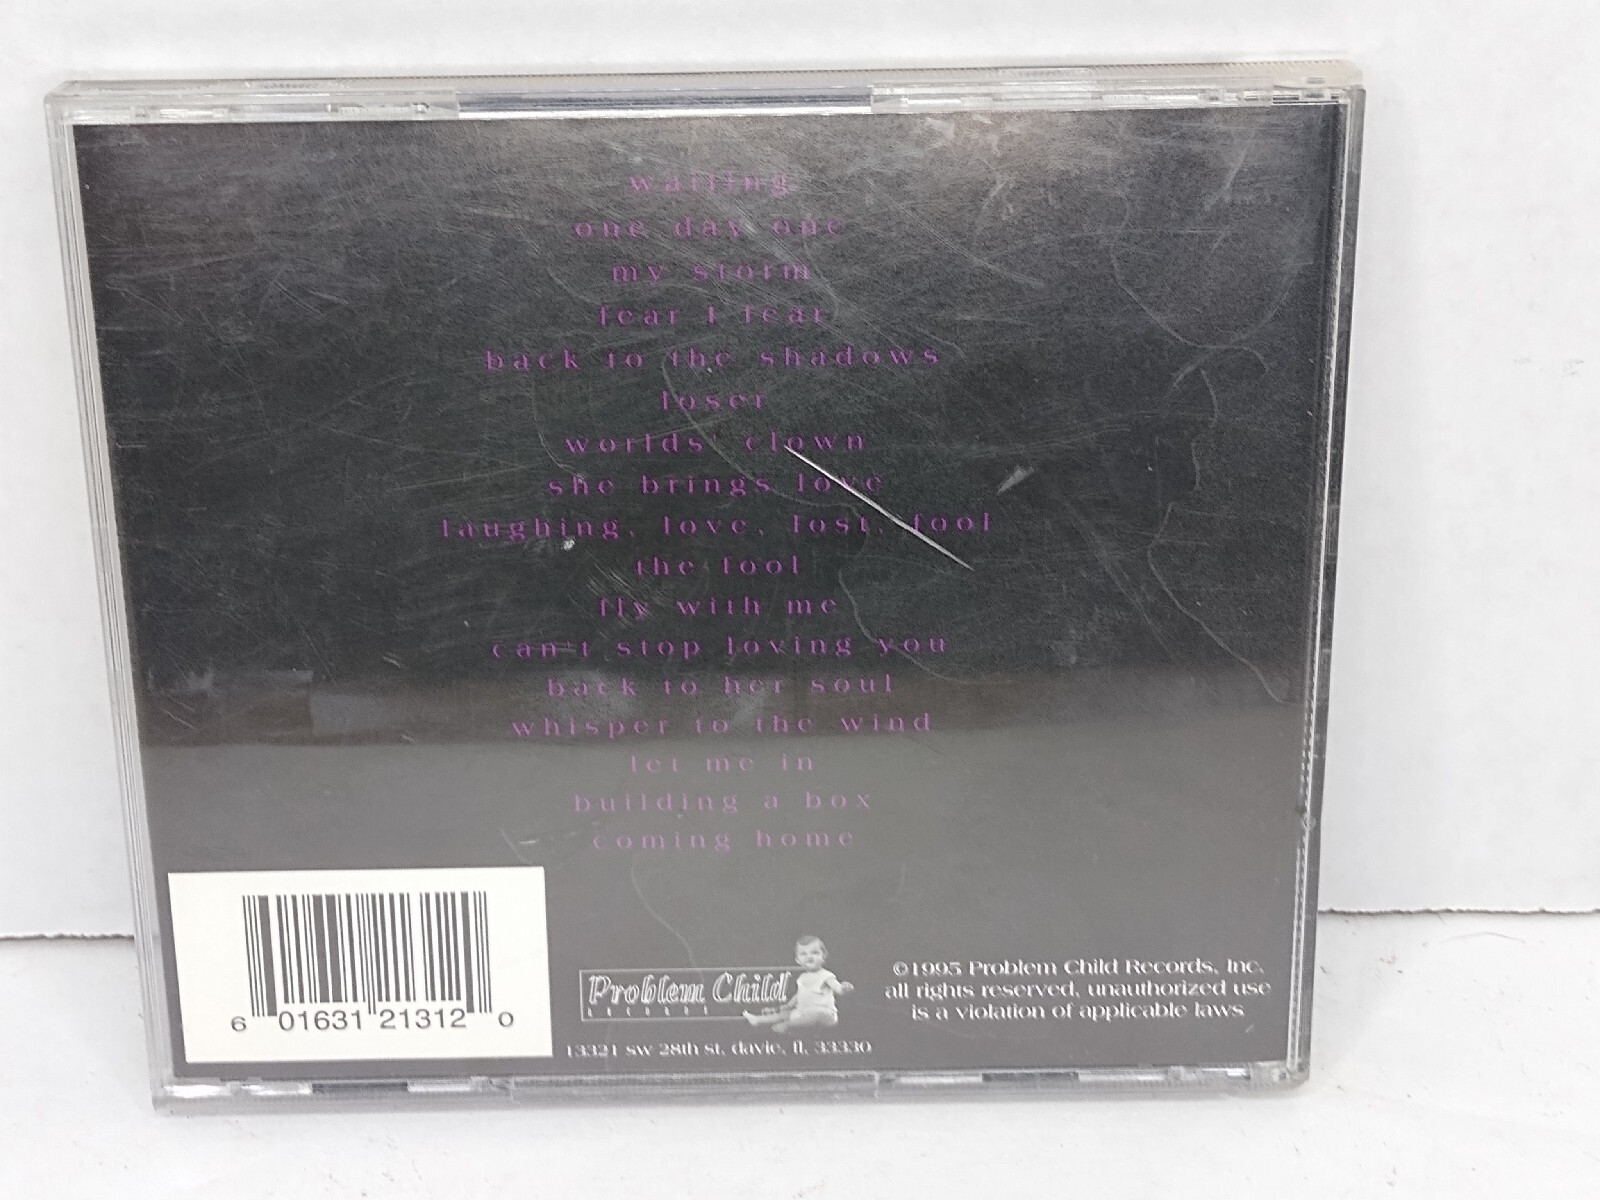 waiting
one day one
my storm
fear i fear
back to the shadows
loser
worlds' clown
she brings love
laughing, love, lost, fool
the fool
fly with me
can't stop loving you
back to her soul
whisper to the wind
let me in
building a box
coming home
6 01631 21312 0
Problem Child
RECORDS
13321 sw 28th st, davie, fl, 33330
©1995 Problem Child Records, Inc.
all rights reserved, unauthorized use
is a violation of applicable laws